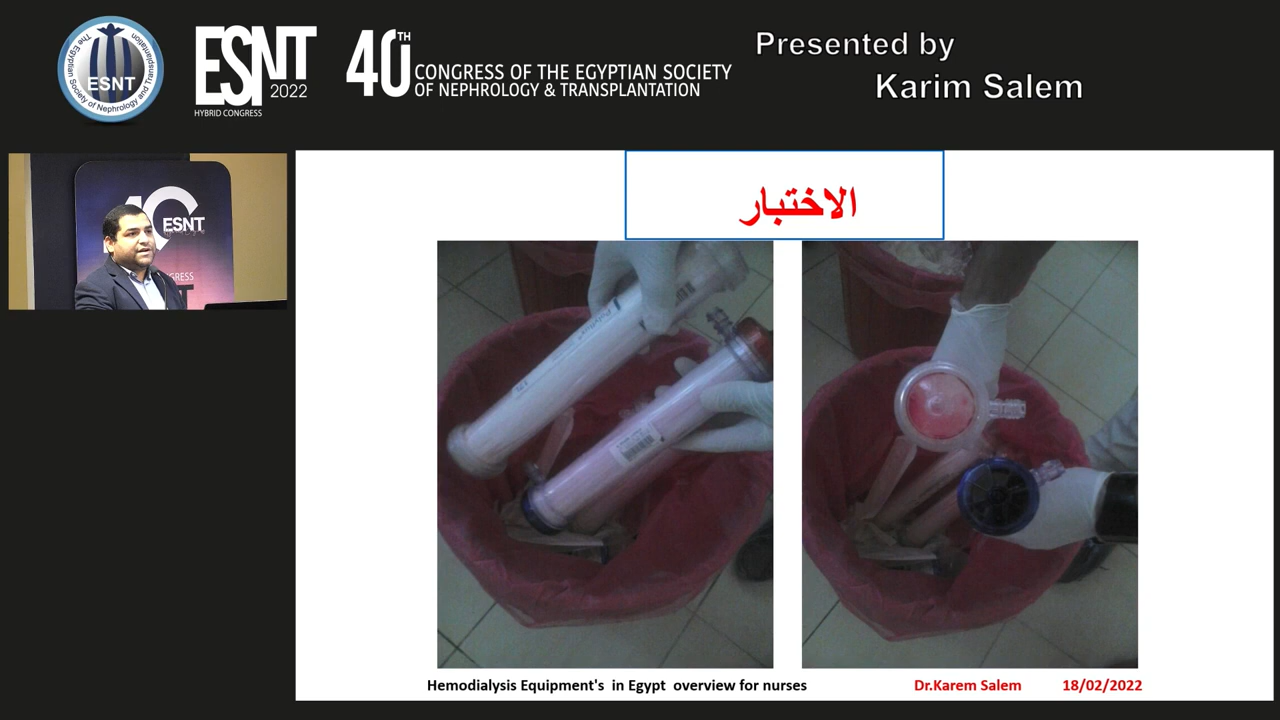 The Egyptian Society of Nephrology and Transplantation
ESNT
ESNT
2022
HYBRID CONGRESS
40TH
CONGRESS OF THE EGYPTIAN SOCIETY
OF NEPHROLOGY & TRANSPLANTATION
Presented by
Karim Salem
ESNT
الاختبار
Hemodialysis Equipment's in Egypt overview for nurses
Dr.Karem Salem
18/02/2022